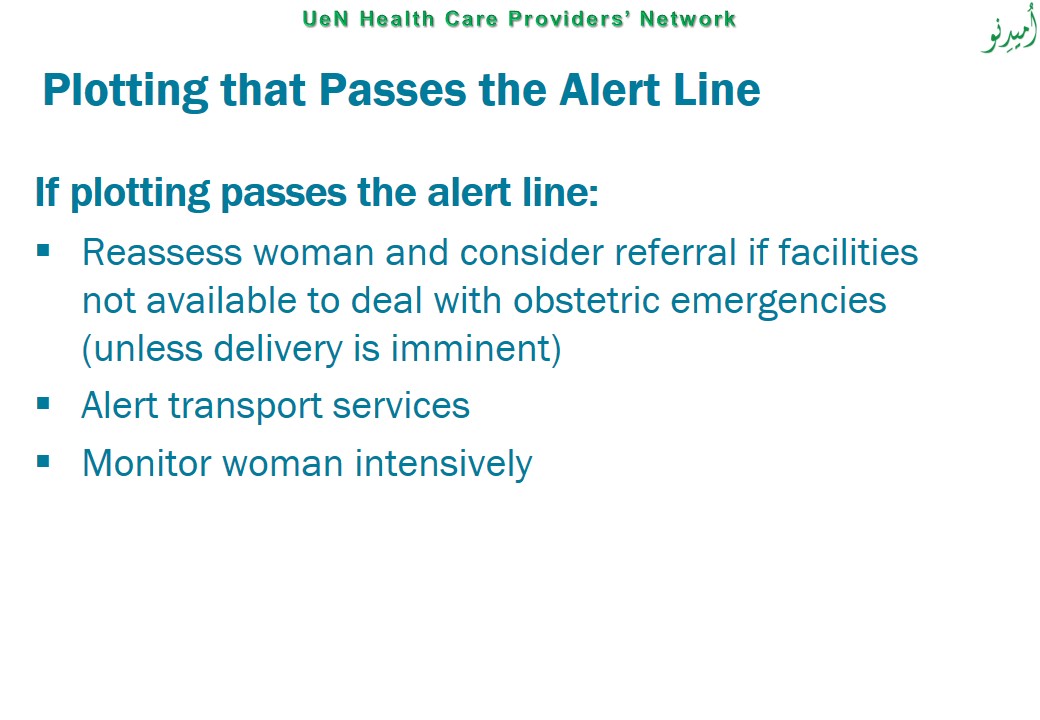 UeN Health Care Providers’ Network
اُميدِنو
Plotting that Passes the Alert Line
If plotting passes the alert line:
▪ Reassess woman and consider referral if facilities
not available to deal with obstetric emergencies
(unless delivery is imminent)
▪ Alert transport services
▪ Monitor woman intensively